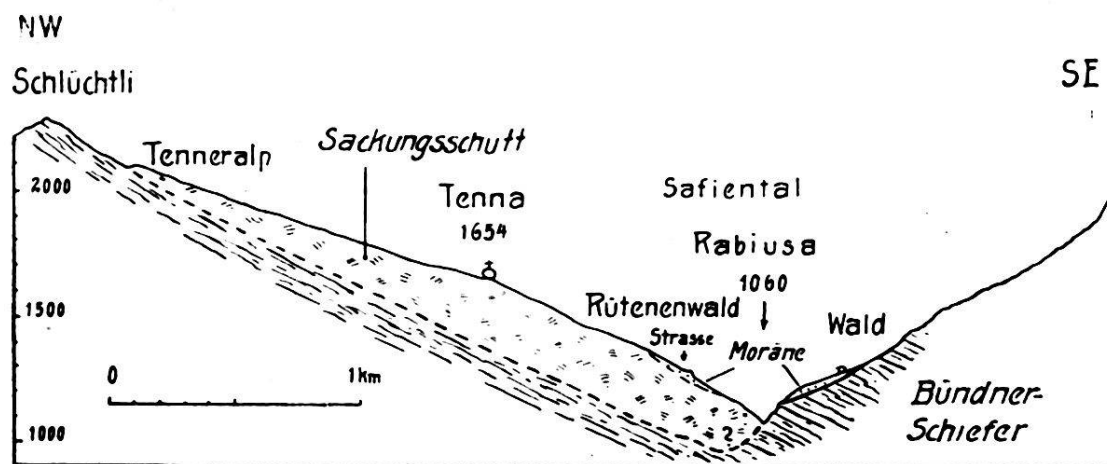 NW
Schlüchtli
SE
Tenneralp
Sackungsschutt
2000
Tenna
1654
Safiental
Rabiusa
1060
1500
Rütenenwald
Strasse
Moräne
Wald
0 1km
Bündner-
Schiefer
1000
?